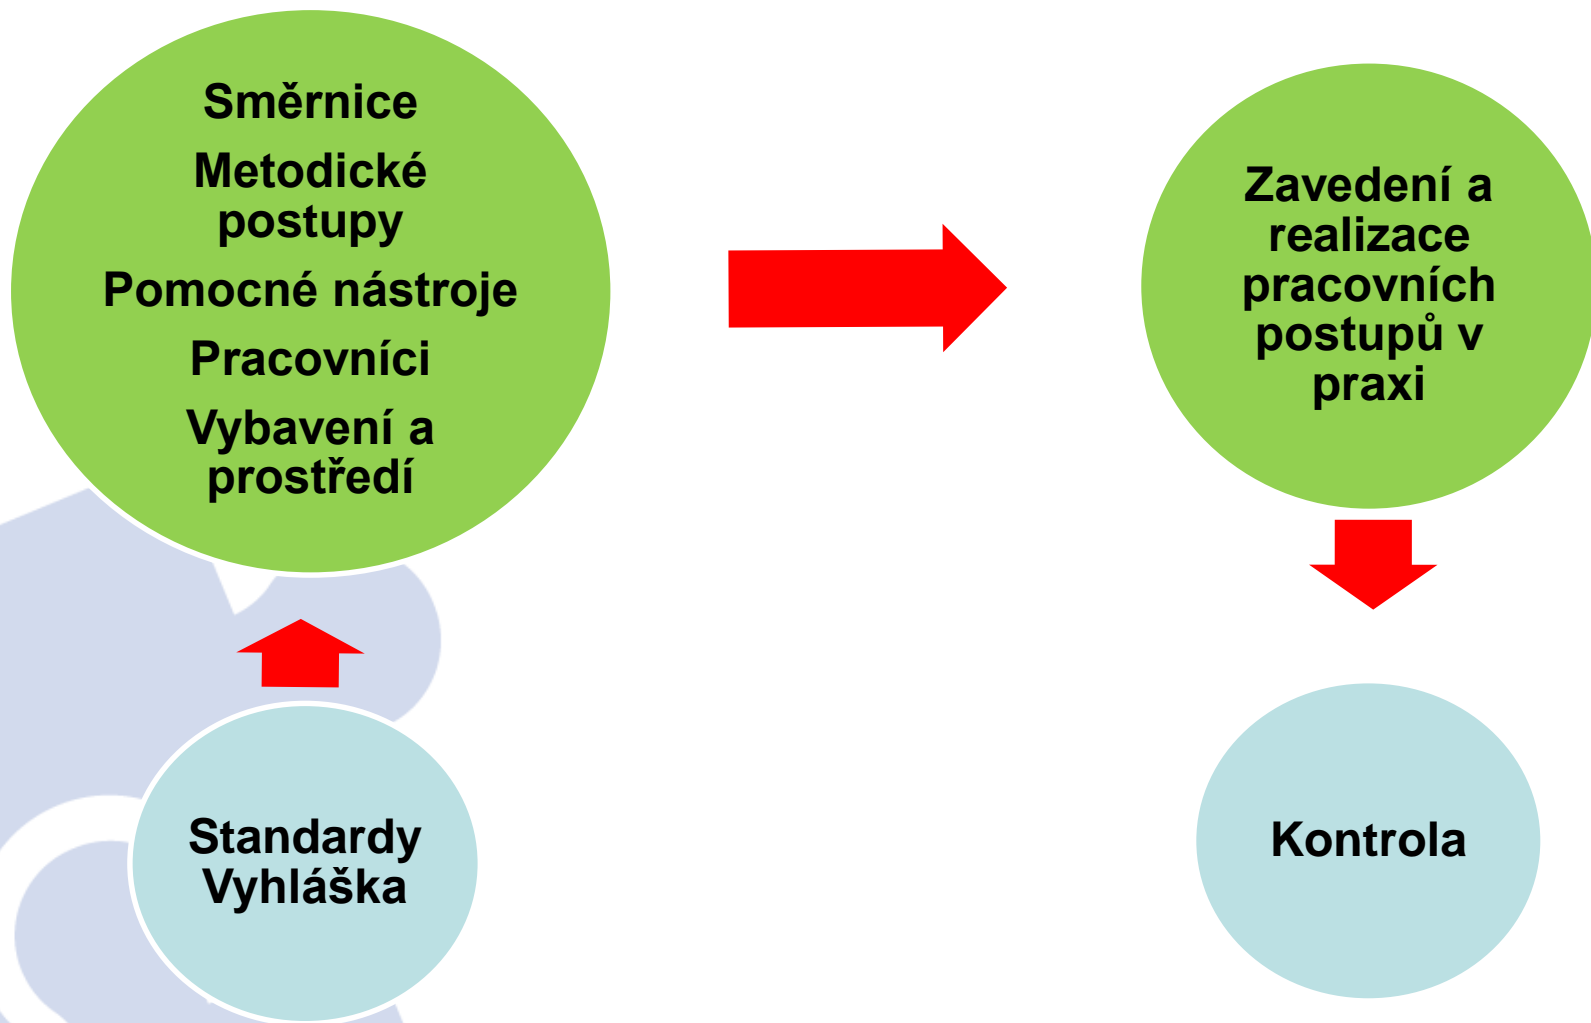 Směrnice
Metodické
postupy
Pomocné nástroje
Pracovníci
Vybavení a
prostředí
Standardy
Vyhláška
Zavedení a
realizace
pracovních
postupů v
praxi
Kontrola